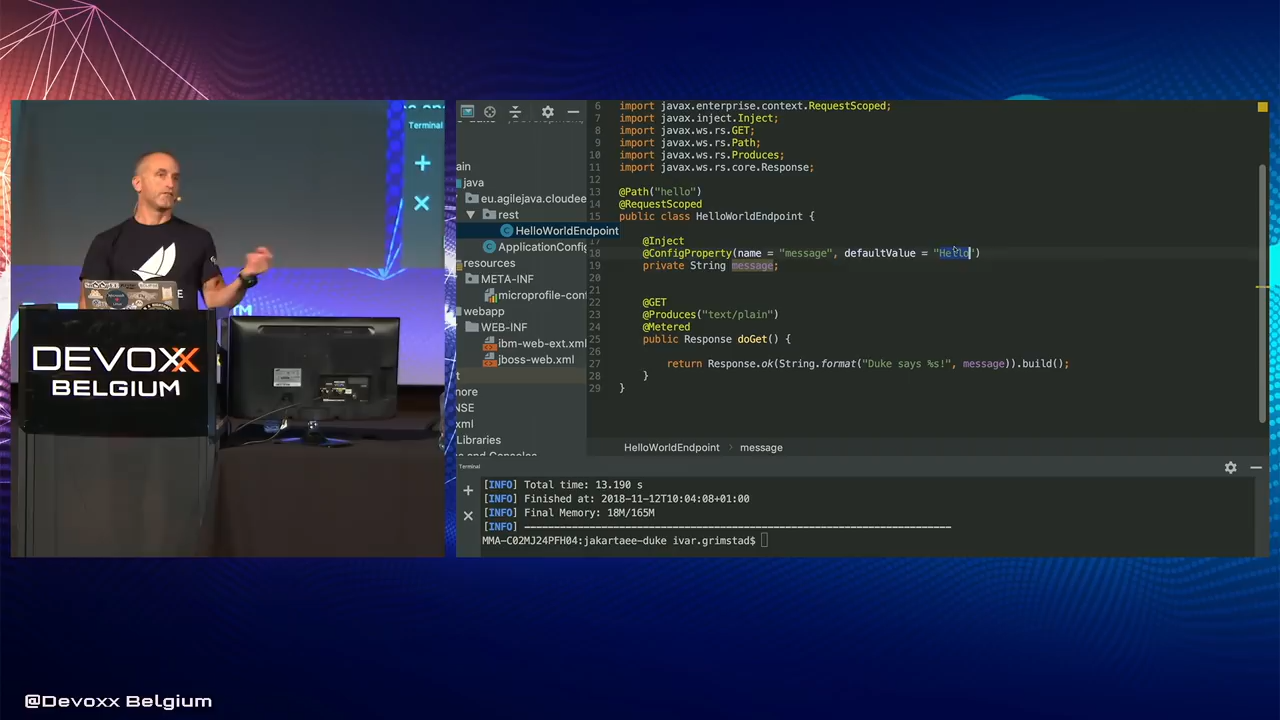 Terminal
DEVOXX
BELGIUM
ain
java
eu.agilejava.cloudee
rest
HelloWorldEndpoint
ApplicationConfig
resources
META-INF
microprofile-conf
webapp
WEB-INF
ibm-web-ext.xml
jboss-web.xml
t
nore
NSE
xml
Libraries
6 import javax.enterprise.context.RequestScoped;
7 import javax.inject.Inject;
8 import javax.ws.rs.GET;
9 import javax.ws.rs.Path;
10 import javax.ws.rs.Produces;
11 import javax.ws.rs.core.Response;
12
13 @Path("hello")
14 @RequestScoped
15 public class HelloWorldEndpoint {
17 @Inject
18 @ConfigProperty(name = "message", defaultValue = "Hello")
19 private String message;
20
21
22 @GET
23 @Produces("text/plain")
24 @Metered
25 public Response doGet() {
26
27 return Response.ok(String.format("Duke says %s!", message)).build();
28 }
29 }
HelloWorldEndpoint > message
Terminal
[INFO] Total time: 13.190 s
[INFO] Finished at: 2018-11-12T10:04:08+01:00
[INFO] Final Memory: 18M/165M
[INFO] ------------------------------------------------------------------------
MMA-C02MJ24PFH04:jakartaee-duke ivar.grimstad$
@Devoxx Belgium